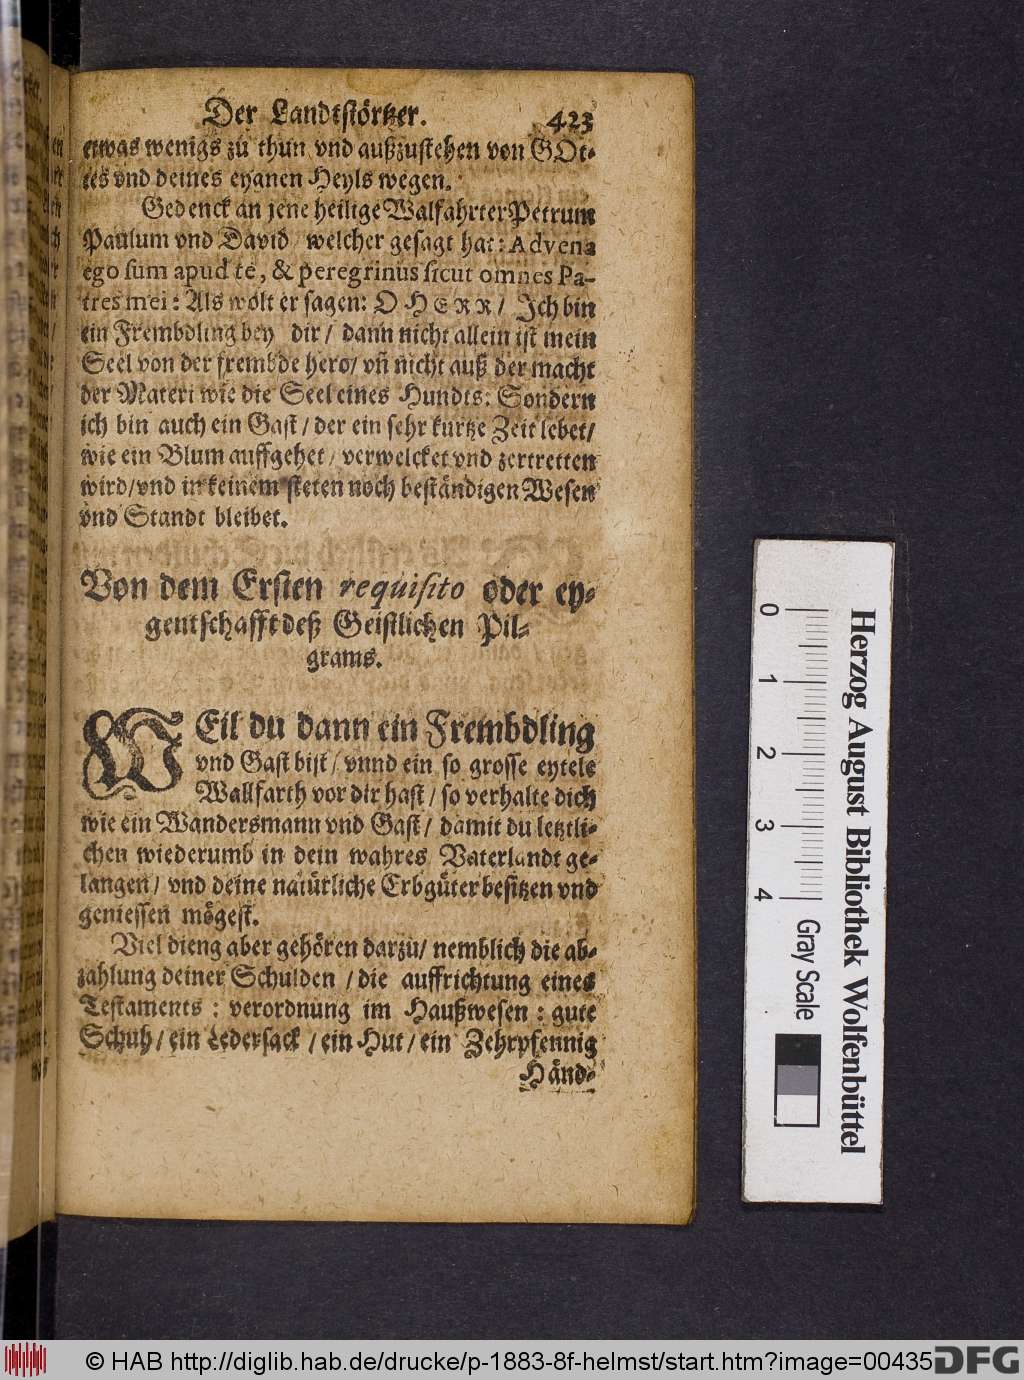 Der Landtstörtzer. 423
etwas wenigs zů thun vnd außzustehen von GOt-
tes vnd deines eyganen Heyls wegen.
Gedenck an jene heilige Walfahrter Petrum
Paulum vnd David / welcher gesagt hat: Advena
ego sum apud te, & peregrinus sicut omnes Pa-
tres mei: Als wolt er sagen: O HERR / Ich bin
ein Frembdling bey dir / dann nicht allein ist mein
Seel von der frembde hero / vñ nicht auß der macht
der Materi wie die Seel eines Hundts: Sondern
ich bin auch ein Gast / der ein sehr kurtze Zeit lebet /
wie ein Blum auffgehet / verwelcket vnd zertretten
wird / vnd in keinem steten noch beständigen Wesen
vnd Standt bleibet.
Von dem Ersten requisito oder ey-
gentschafft deß Geistlichen Pil-
grams.
WEil du dann ein Frembdling
vnd Gast bist / vnnd ein so grosse eytele
Wallfarth vor dir hast / so verhalte dich
wie ein Wandersmann vnd Gast / damit du letztli-
chen wiederumb in dein wahres Vaterlandt ge-
langen / vnd deine natürliche Erbgüter besitzen vnd
geniessen mögest.
Viel dieng aber gehören darzu / nemblich die ab-
zahlung deiner Schulden / die auffrichtung eines
Testaments : verordnung im Haußwesen : gute
Schuh / ein Ledersack / ein Hut / ein Zehrpfennig
Händ-
Herzog August Bibliothek Wolfenbüttel
0 1 2 3 4 Gray Scale
© HAB http://diglib.hab.de/drucke/p-1883-8f-helmst/start.htm?image=00435 DFG